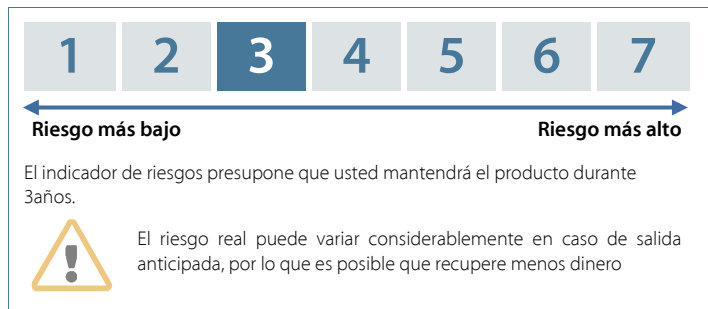 1 2 3 4 5 6 7
Riesgo más bajo Riesgo más alto
El indicador de riesgos presupone que usted mantendrá el producto durante
3años.
El riesgo real puede variar considerablemente en caso de salida
anticipada, por lo que es posible que recupere menos dinero